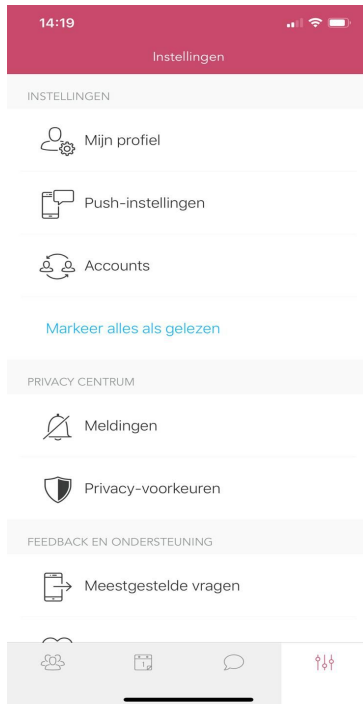 14:19
Instellingen
INSTELLINGEN
Mijn profiel
Push-instellingen
Accounts
Markeer alles als gelezen
PRIVACY CENTRUM
Meldingen
Privacy-voorkeuren
FEEDBACK EN ONDERSTEUNING
Meestgestelde vragen
1